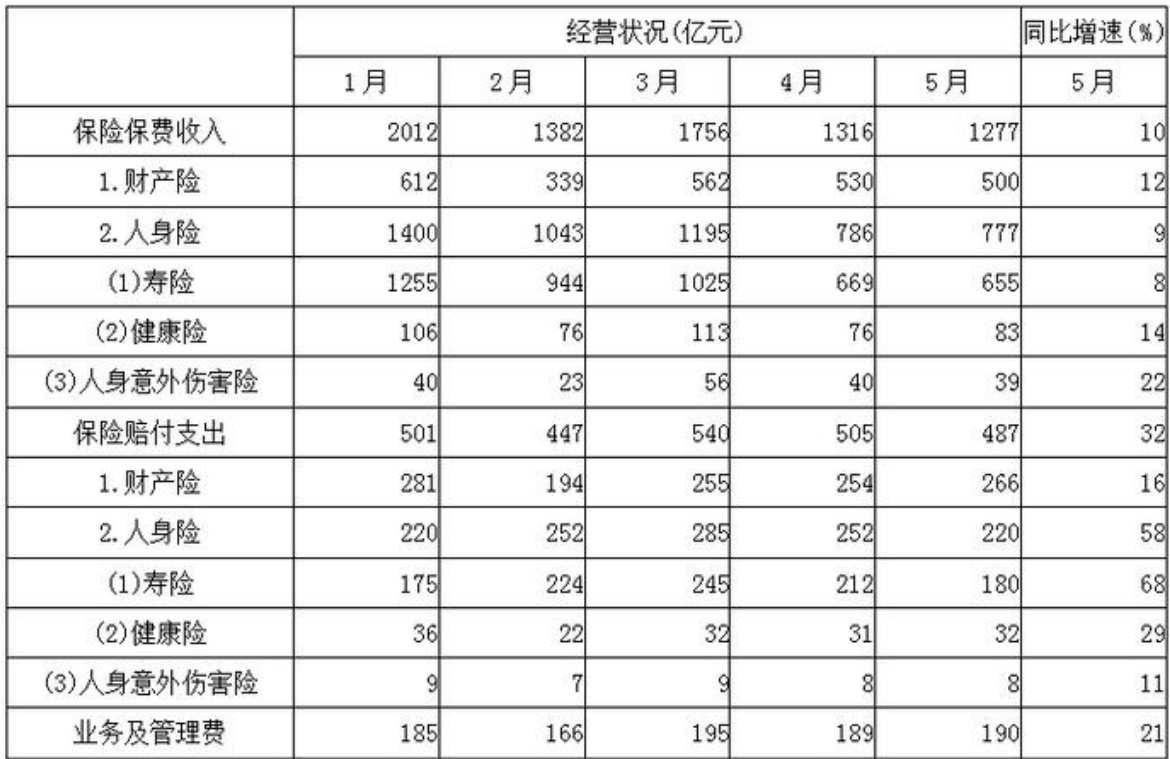 经营状况(亿元) 同比增速(%)
1月 2月 3月 4月 5月 5月
保险保费收入 2012 1382 1756 1316 1277 10
1.财产险 612 339 562 530 500 12
2.人身险 1400 1043 1195 786 777 9
(1)寿险 1255 944 1025 669 655 8
(2)健康险 106 76 113 76 83 14
(3)人身意外伤害险 40 23 56 40 39 22
保险赔付支出 501 447 540 505 487 32
1.财产险 281 194 255 254 266 16
2.人身险 220 252 285 252 220 58
(1)寿险 175 224 245 212 180 68
(2)健康险 36 22 32 31 32 29
(3)人身意外伤害险 9 7 9 8 8 11
业务及管理费 185 166 195 189 190 21